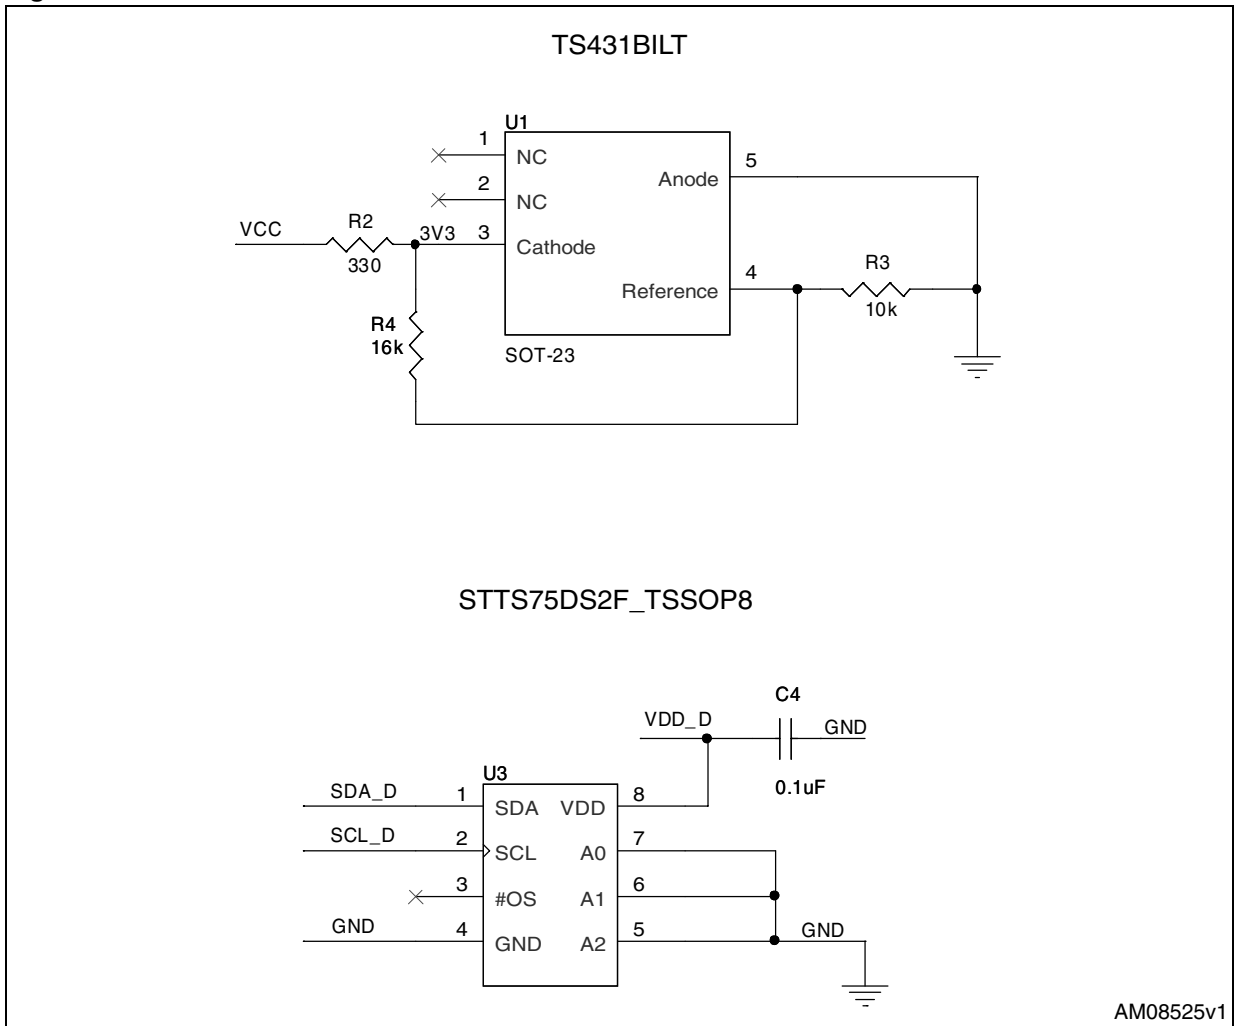 TS431BILT
U1
1
NC
2
NC
3
Cathode
5
Anode
4
Reference
SOT-23
VCC
R2
330
3V3
R4
16k
R3
10k
STTS75DS2F_TSSOP8
C4
VDD_D
GND
0.1uF
U3
SDA_D 1 SDA VDD 8
SCL_D 2 SCL A0 7
3 #OS A1 6
GND 4 GND A2 5 GND
AM08525v1